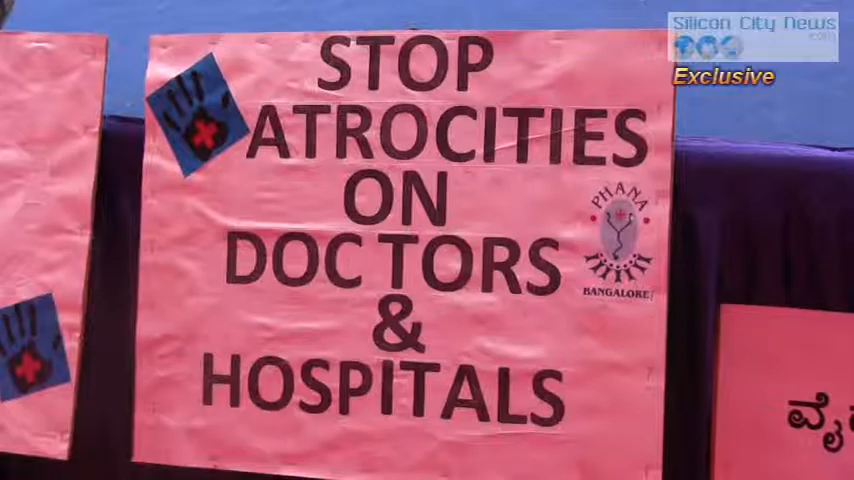 Silicon City News
.com
Exclusive
STOP
ATROCITIES
ON
DOCTORS
&
HOSPITALS
PHANA
BANGALORE